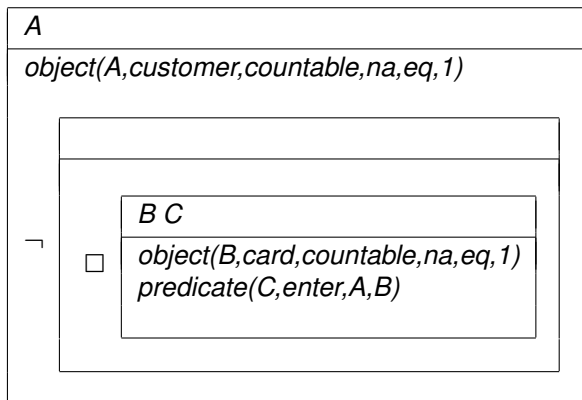 A
object(A,customer,countable,na,eq,1)
B C
¬
□
object(B,card,countable,na,eq,1)
predicate(C,enter,A,B)